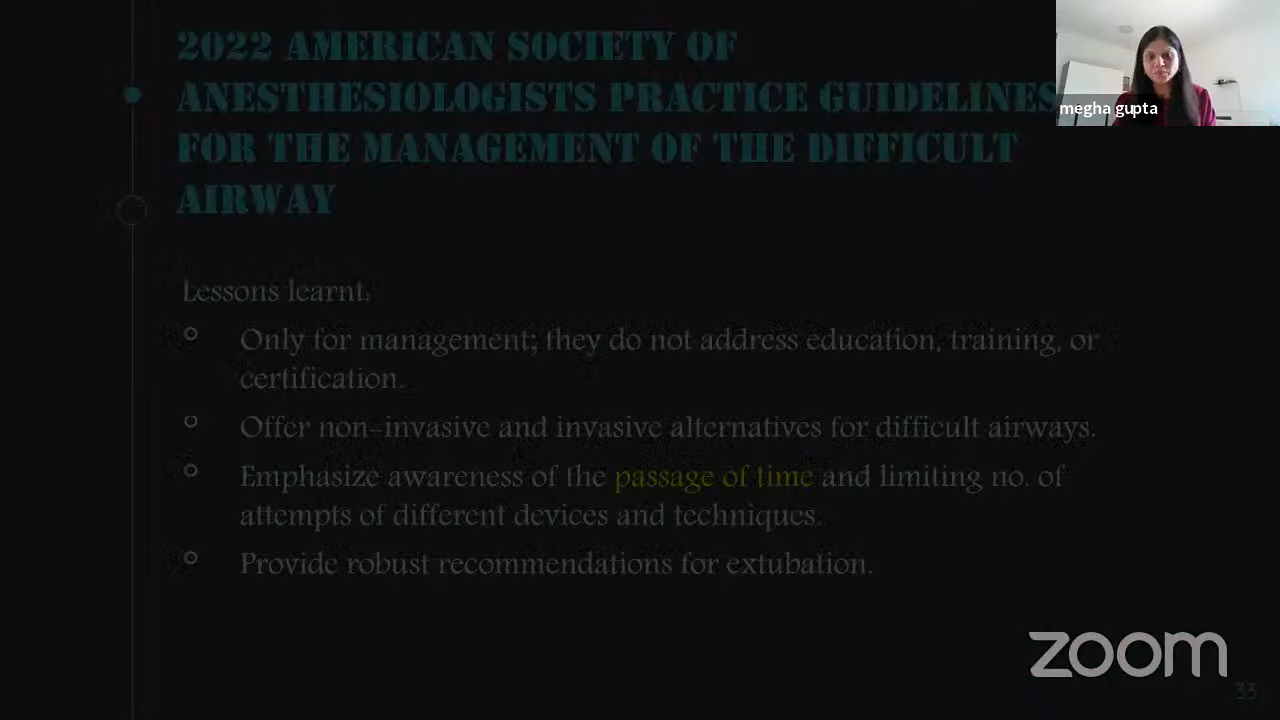 2022 AMERICAN SOCIETY OF
ANESTHESIOLOGISTS PRACTICE GUIDELINES
FOR THE MANAGEMENT OF THE DIFFICULT
AIRWAY
megha gupta
Lessons learnt:
Only for management; they do not address education, training, or
certification.
Offer non-invasive and invasive alternatives for difficult airways.
Emphasize awareness of the passage of time and limiting no. of
attempts of different devices and techniques.
Provide robust recommendations for extubation.
zoom
33